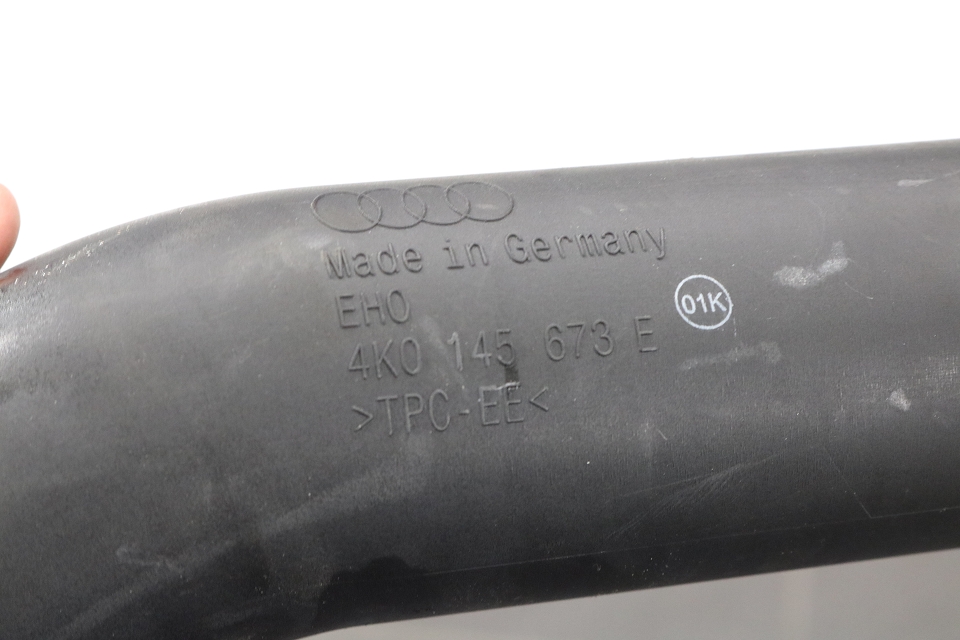 Made in Germany
EHO
4K0 145 673 E
>TPC-EE<
01K